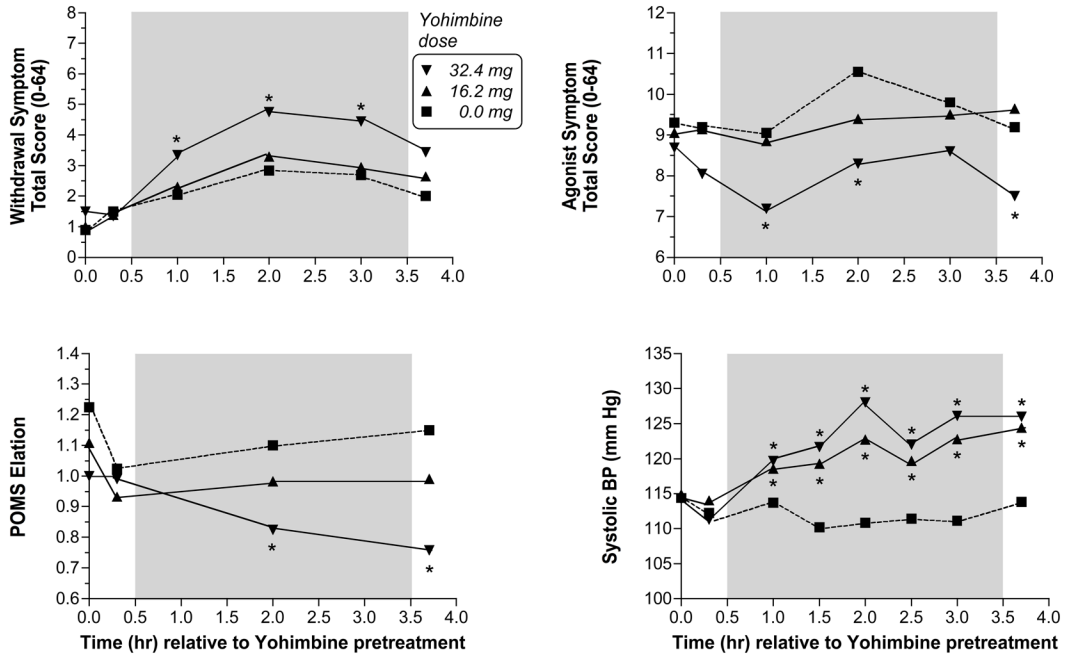 Yohimbine
dose
32.4 mg
16.2 mg
0.0 mg
Withdrawal Symptom
Total Score (0-64)
8
7
6
5
4
3
2
1
0
* * *
0.0 0.5 1.0 1.5 2.0 2.5 3.0 3.5 4.0
Agonist Symptom
Total Score (0-64)
12
11
10
9
8
7
6
* * *
0.0 0.5 1.0 1.5 2.0 2.5 3.0 3.5 4.0
POMS Elation
1.4
1.3
1.2
1.1
1.0
0.9
0.8
0.7
0.6
* *
0.0 0.5 1.0 1.5 2.0 2.5 3.0 3.5 4.0
Time (hr) relative to Yohimbine pretreatment
Systolic BP (mm Hg)
135
130
125
120
115
110
105
100
* * * * * *
* * * * * *
0.0 0.5 1.0 1.5 2.0 2.5 3.0 3.5 4.0
Time (hr) relative to Yohimbine pretreatment